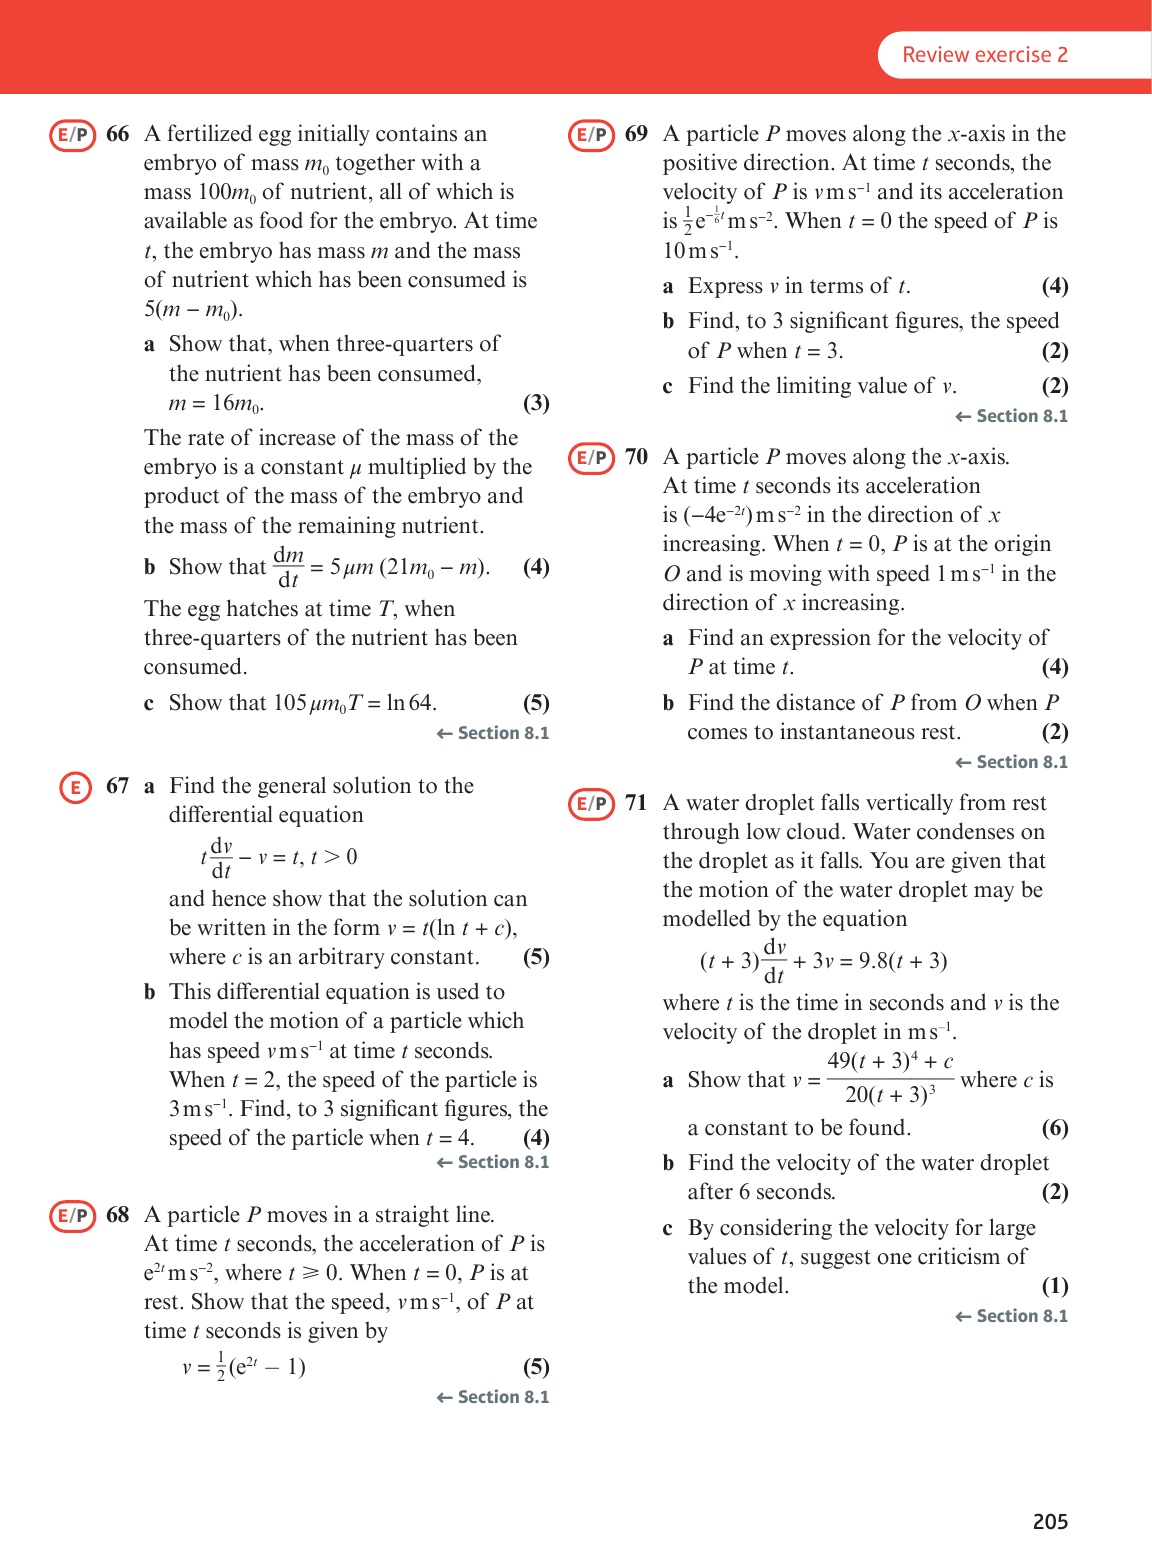 Review exercise 2
E/P 66 A fertilized egg initially contains an
embryo of mass m₀ together with a
mass 100m₀ of nutrient, all of which is
available as food for the embryo. At time
t, the embryo has mass m and the mass
of nutrient which has been consumed is
5(m − m₀).
a Show that, when three-quarters of
the nutrient has been consumed,
m = 16m₀. (3)
The rate of increase of the mass of the
embryo is a constant μ multiplied by the
product of the mass of the embryo and
the mass of the remaining nutrient.
b Show that dm/dt = 5μm (21m₀ − m). (4)
The egg hatches at time T, when
three-quarters of the nutrient has been
consumed.
c Show that 105μm₀T = ln 64. (5)
← Section 8.1
E 67 a Find the general solution to the
differential equation
t dv/dt − v = t, t > 0
and hence show that the solution can
be written in the form v = t(ln t + c),
where c is an arbitrary constant. (5)
b This differential equation is used to
model the motion of a particle which
has speed v m s⁻¹ at time t seconds.
When t = 2, the speed of the particle is
3 m s⁻¹. Find, to 3 significant figures, the
speed of the particle when t = 4. (4)
← Section 8.1
E/P 68 A particle P moves in a straight line.
At time t seconds, the acceleration of P is
e²ᵗ m s⁻², where t ⩾ 0. When t = 0, P is at
rest. Show that the speed, v m s⁻¹, of P at
time t seconds is given by
v = ½(e²ᵗ − 1) (5)
← Section 8.1
E/P 69 A particle P moves along the x-axis in the
positive direction. At time t seconds, the
velocity of P is v m s⁻¹ and its acceleration
is ½e^(−⅙t) m s⁻². When t = 0 the speed of P is
10 m s⁻¹.
a Express v in terms of t. (4)
b Find, to 3 significant figures, the speed
of P when t = 3. (2)
c Find the limiting value of v. (2)
← Section 8.1
E/P 70 A particle P moves along the x-axis.
At time t seconds its acceleration
is (−4e⁻²ᵗ) m s⁻² in the direction of x
increasing. When t = 0, P is at the origin
O and is moving with speed 1 m s⁻¹ in the
direction of x increasing.
a Find an expression for the velocity of
P at time t. (4)
b Find the distance of P from O when P
comes to instantaneous rest. (2)
← Section 8.1
E/P 71 A water droplet falls vertically from rest
through low cloud. Water condenses on
the droplet as it falls. You are given that
the motion of the water droplet may be
modelled by the equation
(t + 3) dv/dt + 3v = 9.8(t + 3)
where t is the time in seconds and v is the
velocity of the droplet in m s⁻¹.
a Show that v = (49(t + 3)⁴ + c)/(20(t + 3)³) where c is
a constant to be found. (6)
b Find the velocity of the water droplet
after 6 seconds. (2)
c By considering the velocity for large
values of t, suggest one criticism of
the model. (1)
← Section 8.1
205